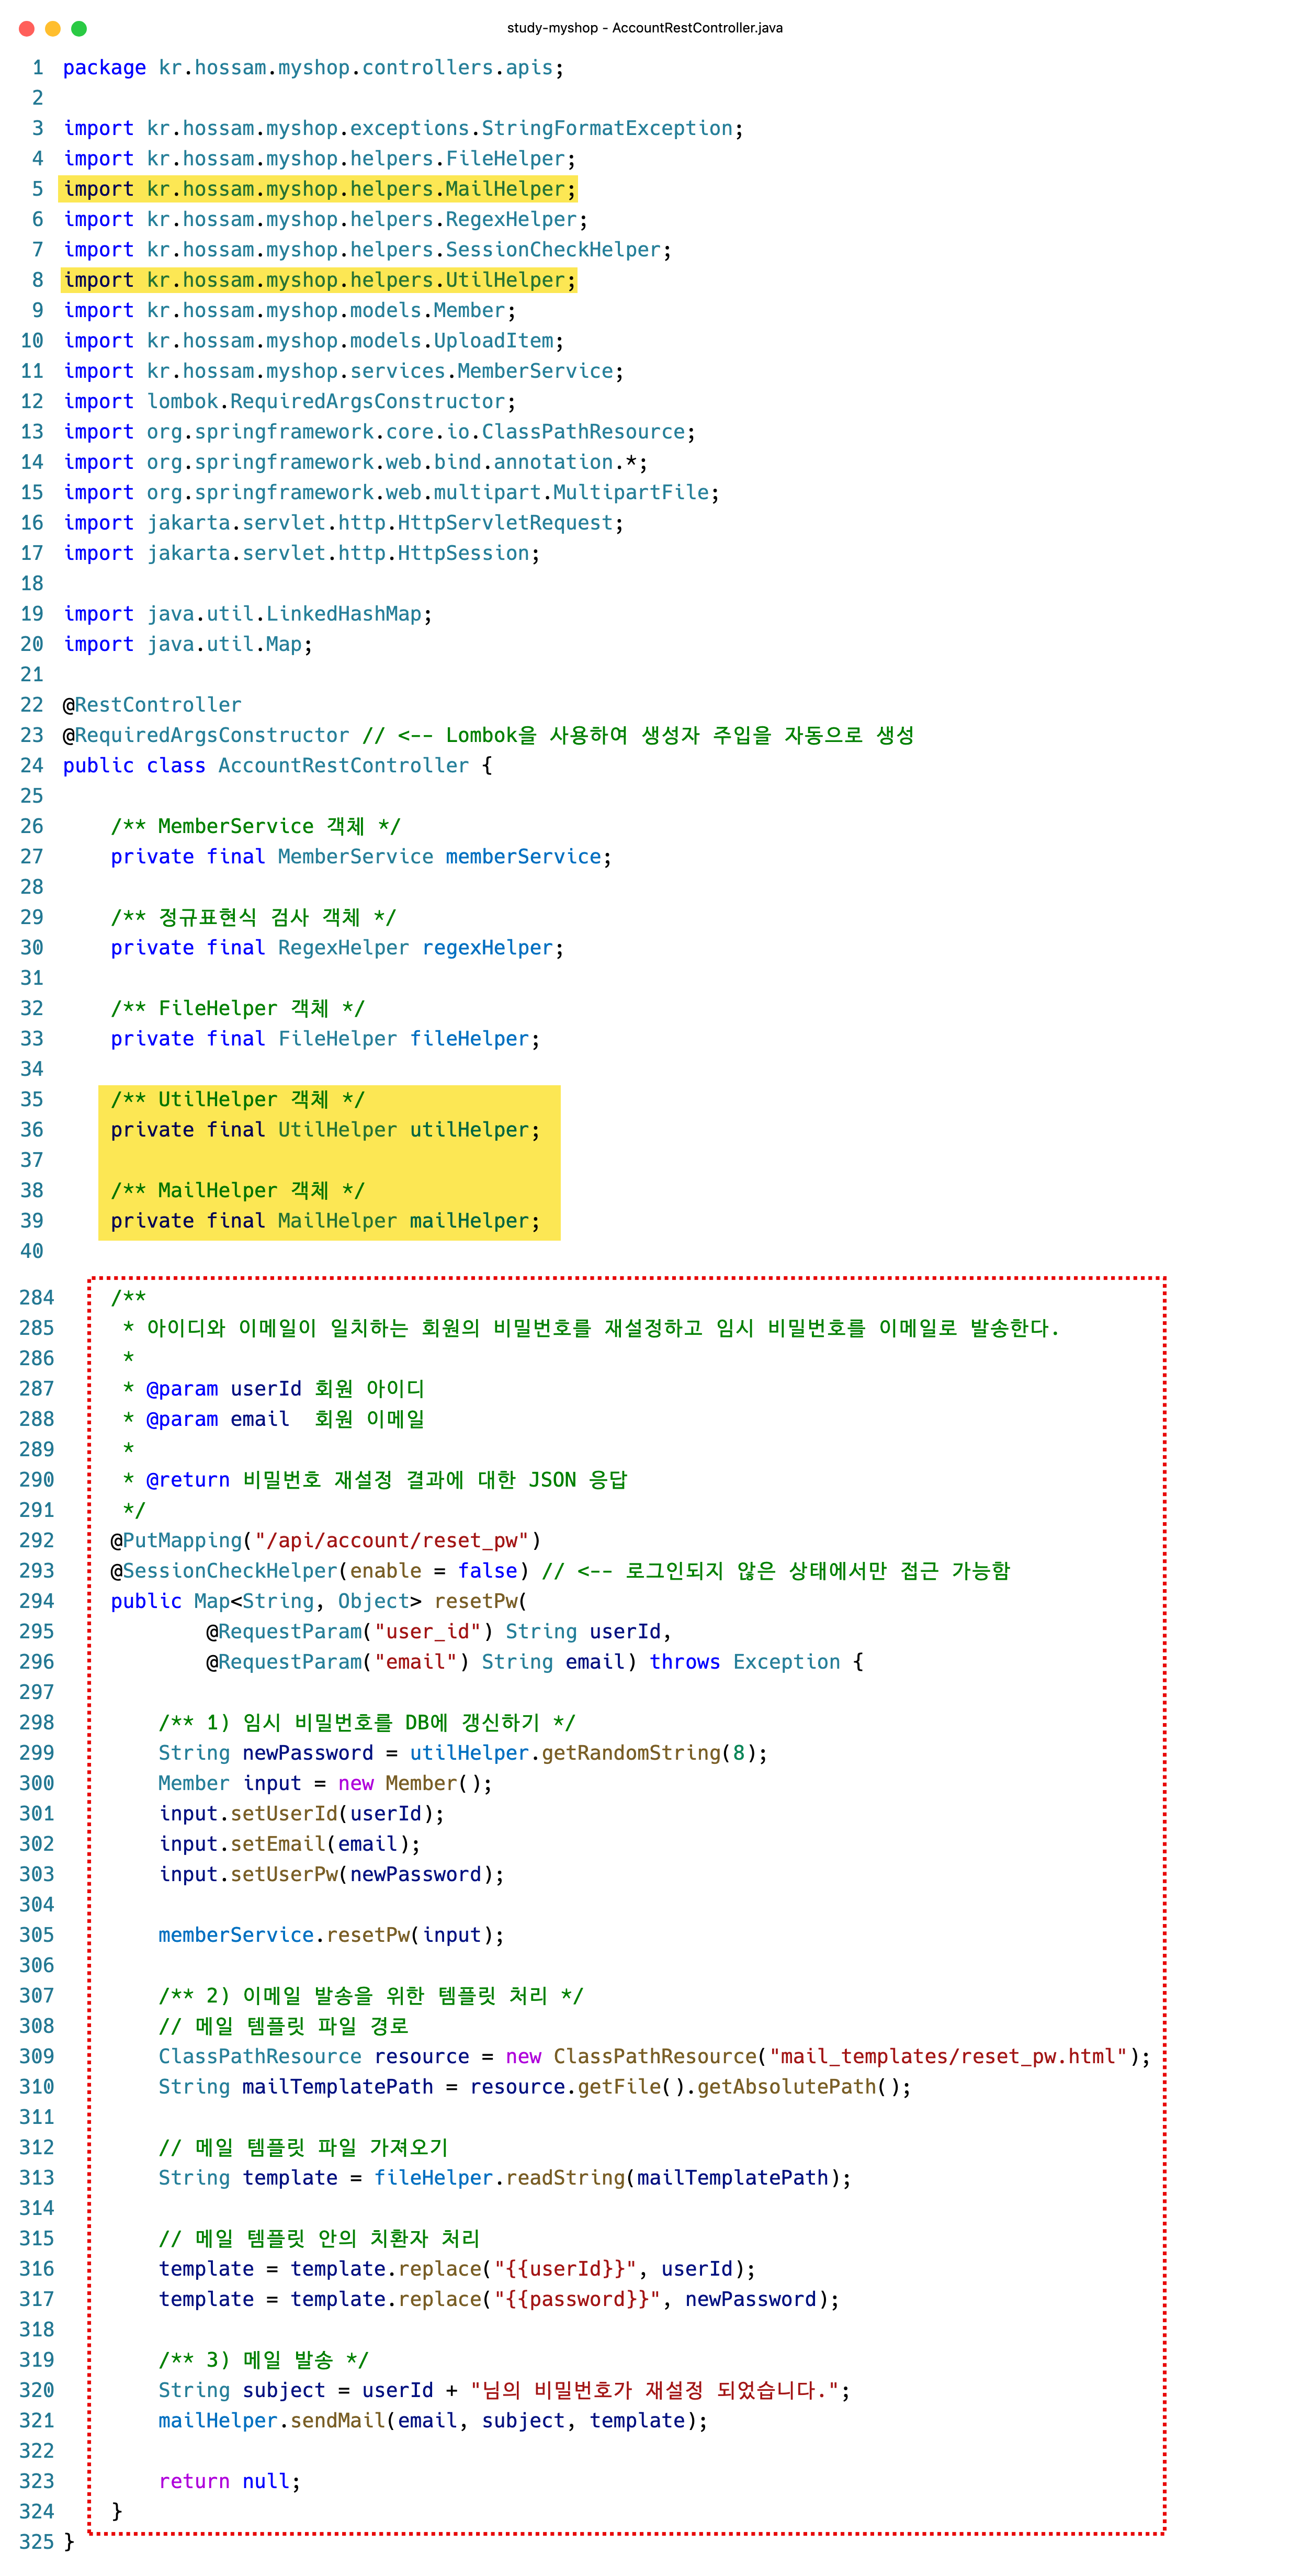 study-myshop - AccountRestController.java
1 package kr.hossam.myshop.controllers.apis;
2
3 import kr.hossam.myshop.exceptions.StringFormatException;
4 import kr.hossam.myshop.helpers.FileHelper;
5 import kr.hossam.myshop.helpers.MailHelper;
6 import kr.hossam.myshop.helpers.RegexHelper;
7 import kr.hossam.myshop.helpers.SessionCheckHelper;
8 import kr.hossam.myshop.helpers.UtilHelper;
9 import kr.hossam.myshop.models.Member;
10 import kr.hossam.myshop.models.UploadItem;
11 import kr.hossam.myshop.services.MemberService;
12 import lombok.RequiredArgsConstructor;
13 import org.springframework.core.io.ClassPathResource;
14 import org.springframework.web.bind.annotation.*;
15 import org.springframework.web.multipart.MultipartFile;
16 import jakarta.servlet.http.HttpServletRequest;
17 import jakarta.servlet.http.HttpSession;
18
19 import java.util.LinkedHashMap;
20 import java.util.Map;
21
22 @RestController
23 @RequiredArgsConstructor // <-- Lombok을 사용하여 생성자 주입을 자동으로 생성
24 public class AccountRestController {
25
26     /** MemberService 객체 */
27     private final MemberService memberService;
28
29     /** 정규표현식 검사 객체 */
30     private final RegexHelper regexHelper;
31
32     /** FileHelper 객체 */
33     private final FileHelper fileHelper;
34
35     /** UtilHelper 객체 */
36     private final UtilHelper utilHelper;
37
38     /** MailHelper 객체 */
39     private final MailHelper mailHelper;
40
284     /**
285      * 아이디와 이메일이 일치하는 회원의 비밀번호를 재설정하고 임시 비밀번호를 이메일로 발송한다.
286      *
287      * @param userId 회원 아이디
288      * @param email  회원 이메일
289      *
290      * @return 비밀번호 재설정 결과에 대한 JSON 응답
291      */
292     @PutMapping("/api/account/reset_pw")
293     @SessionCheckHelper(enable = false) // <-- 로그인되지 않은 상태에서만 접근 가능함
294     public Map<String, Object> resetPw(
295             @RequestParam("user_id") String userId,
296             @RequestParam("email") String email) throws Exception {
297
298         /** 1) 임시 비밀번호를 DB에 갱신하기 */
299         String newPassword = utilHelper.getRandomString(8);
300         Member input = new Member();
301         input.setUserId(userId);
302         input.setEmail(email);
303         input.setUserPw(newPassword);
304
305         memberService.resetPw(input);
306
307         /** 2) 이메일 발송을 위한 템플릿 처리 */
308         // 메일 템플릿 파일 경로
309         ClassPathResource resource = new ClassPathResource("mail_templates/reset_pw.html");
310         String mailTemplatePath = resource.getFile().getAbsolutePath();
311
312         // 메일 템플릿 파일 가져오기
313         String template = fileHelper.readString(mailTemplatePath);
314
315         // 메일 템플릿 안의 치환자 처리
316         template = template.replace("{{userId}}", userId);
317         template = template.replace("{{password}}", newPassword);
318
319         /** 3) 메일 발송 */
320         String subject = userId + "님의 비밀번호가 재설정 되었습니다.";
321         mailHelper.sendMail(email, subject, template);
322
323         return null;
324     }
325 }